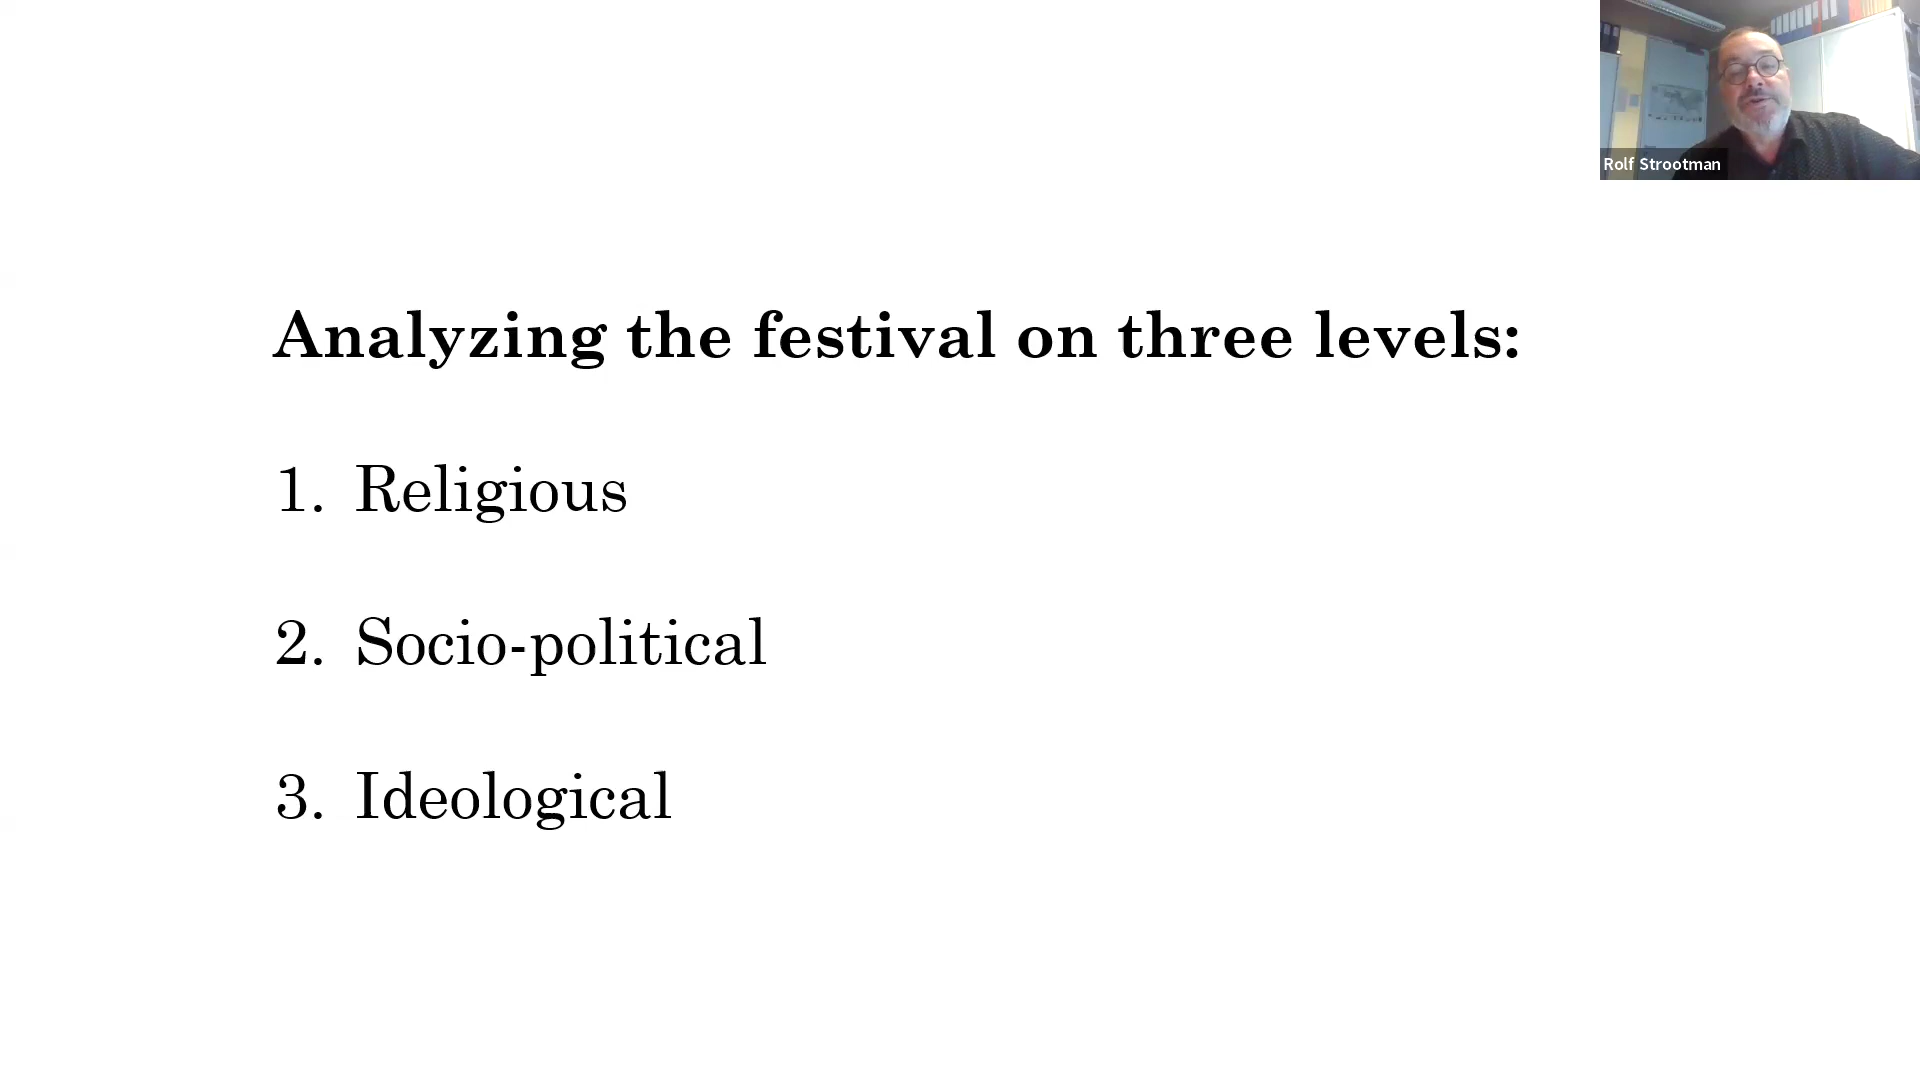 Rolf Strootman
Analyzing the festival on three levels:
1. Religious
2. Socio-political
3. Ideological